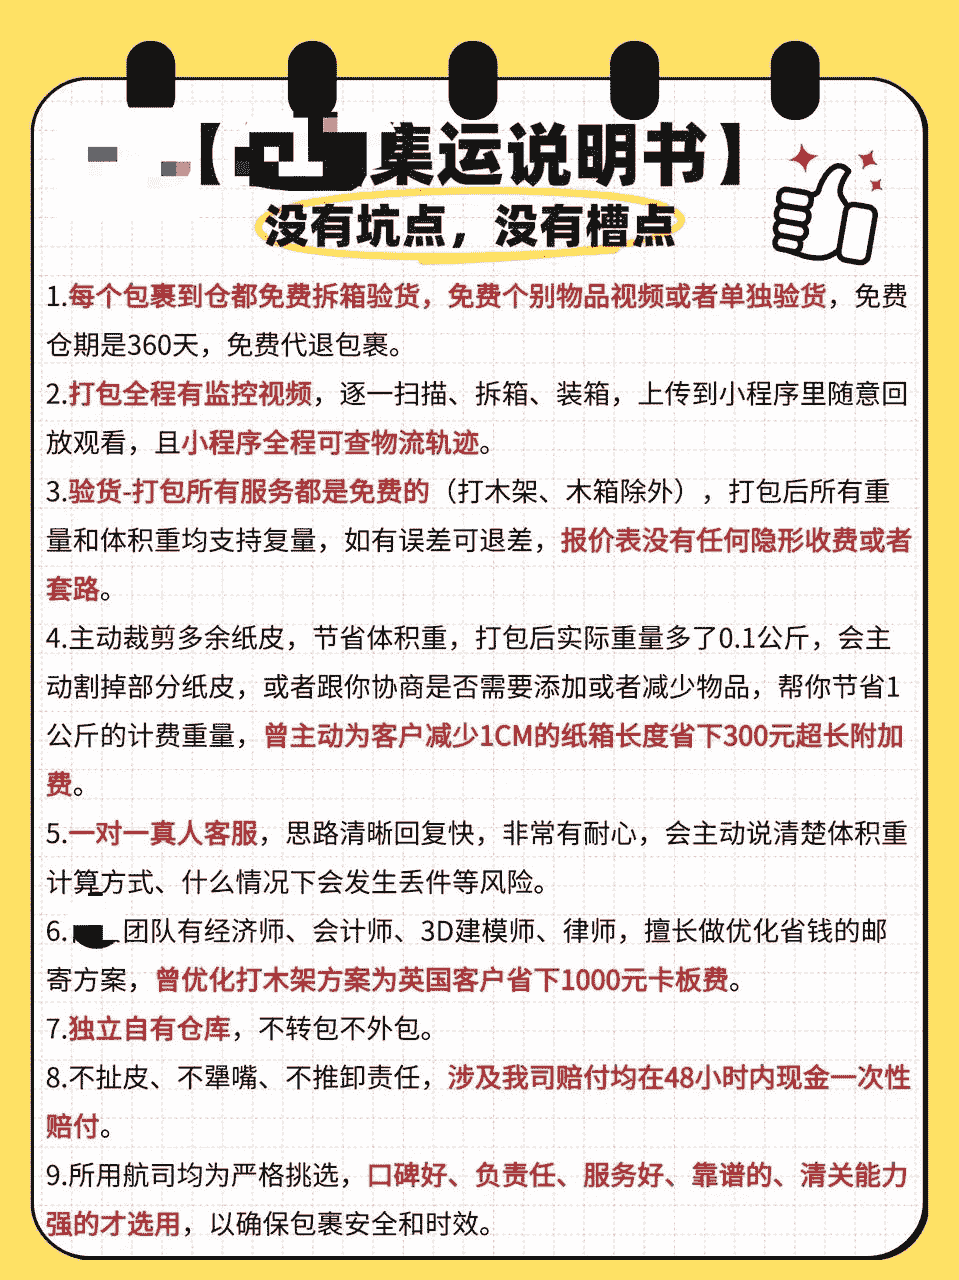 【集运说明书】
没有坑点，没有槽点
1.每个包裹到仓都免费拆箱验货，免费个别物品视频或者单独验货，免费
仓期是360天，免费代退包裹。
2.打包全程有监控视频，逐一扫描、拆箱、装箱，上传到小程序里随意回
放观看，且小程序全程可查物流轨迹。
3.验货-打包所有服务都是免费的（打木架、木箱除外），打包后所有重
量和体积重均支持复量，如有误差可退差，报价表没有任何隐形收费或者
套路。
4.主动裁剪多余纸皮，节省体积重，打包后实际重量多了0.1公斤，会主
动割掉部分纸皮，或者跟你协商是否需要添加或者减少物品，帮你节省1
公斤的计费重量，曾主动为客户减少1CM的纸箱长度省下300元超长附加
费。
5.一对一真人客服，思路清晰回复快，非常有耐心，会主动说清楚体积重
计算方式、什么情况下会发生丢件等风险。
6.团队有经济师、会计师、3D建模师、律师，擅长做优化省钱的邮
寄方案，曾优化打木架方案为英国客户省下1000元卡板费。
7.独立自有仓库，不转包不外包。
8.不扯皮、不犟嘴、不推卸责任，涉及我司赔付均在48小时内现金一次性
赔付。
9.所用航司均为严格挑选，口碑好、负责任、服务好、靠谱的、清关能力
强的才选用，以确保包裹安全和时效。